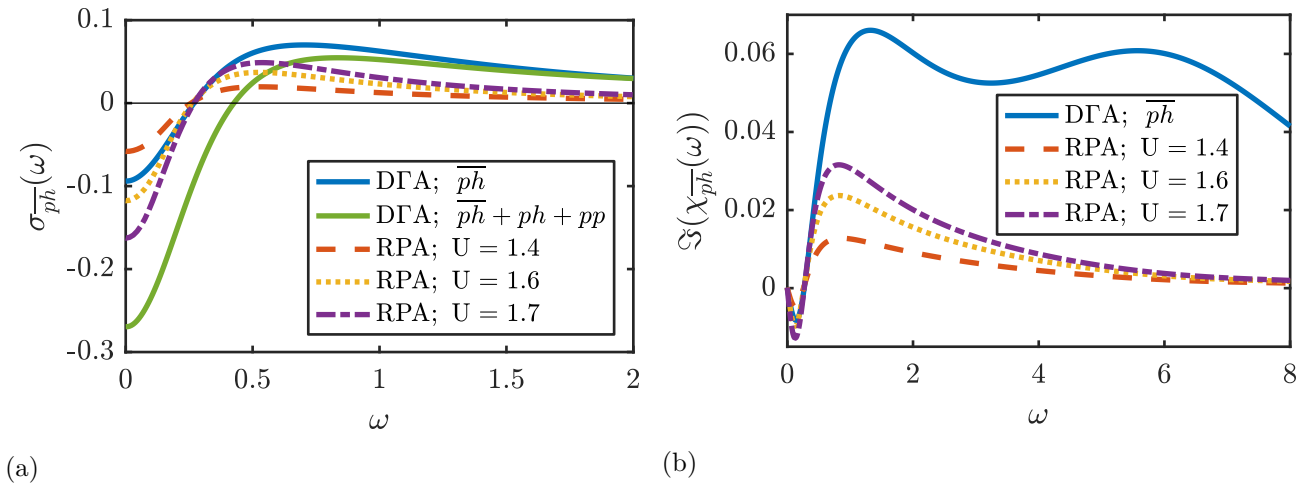 0.1
0
-0.1
-0.2
-0.3
σ_{\overline{ph}}(ω)
DΓA; \overline{ph}
DΓA; \overline{ph} + ph + pp
RPA; U = 1.4
RPA; U = 1.6
RPA; U = 1.7
0 0.5 1 1.5 2
ω
(a)
0.06
0.04
0.02
0
ℑ(χ_{\overline{ph}}(ω))
DΓA; \overline{ph}
RPA; U = 1.4
RPA; U = 1.6
RPA; U = 1.7
0 2 4 6 8
ω
(b)